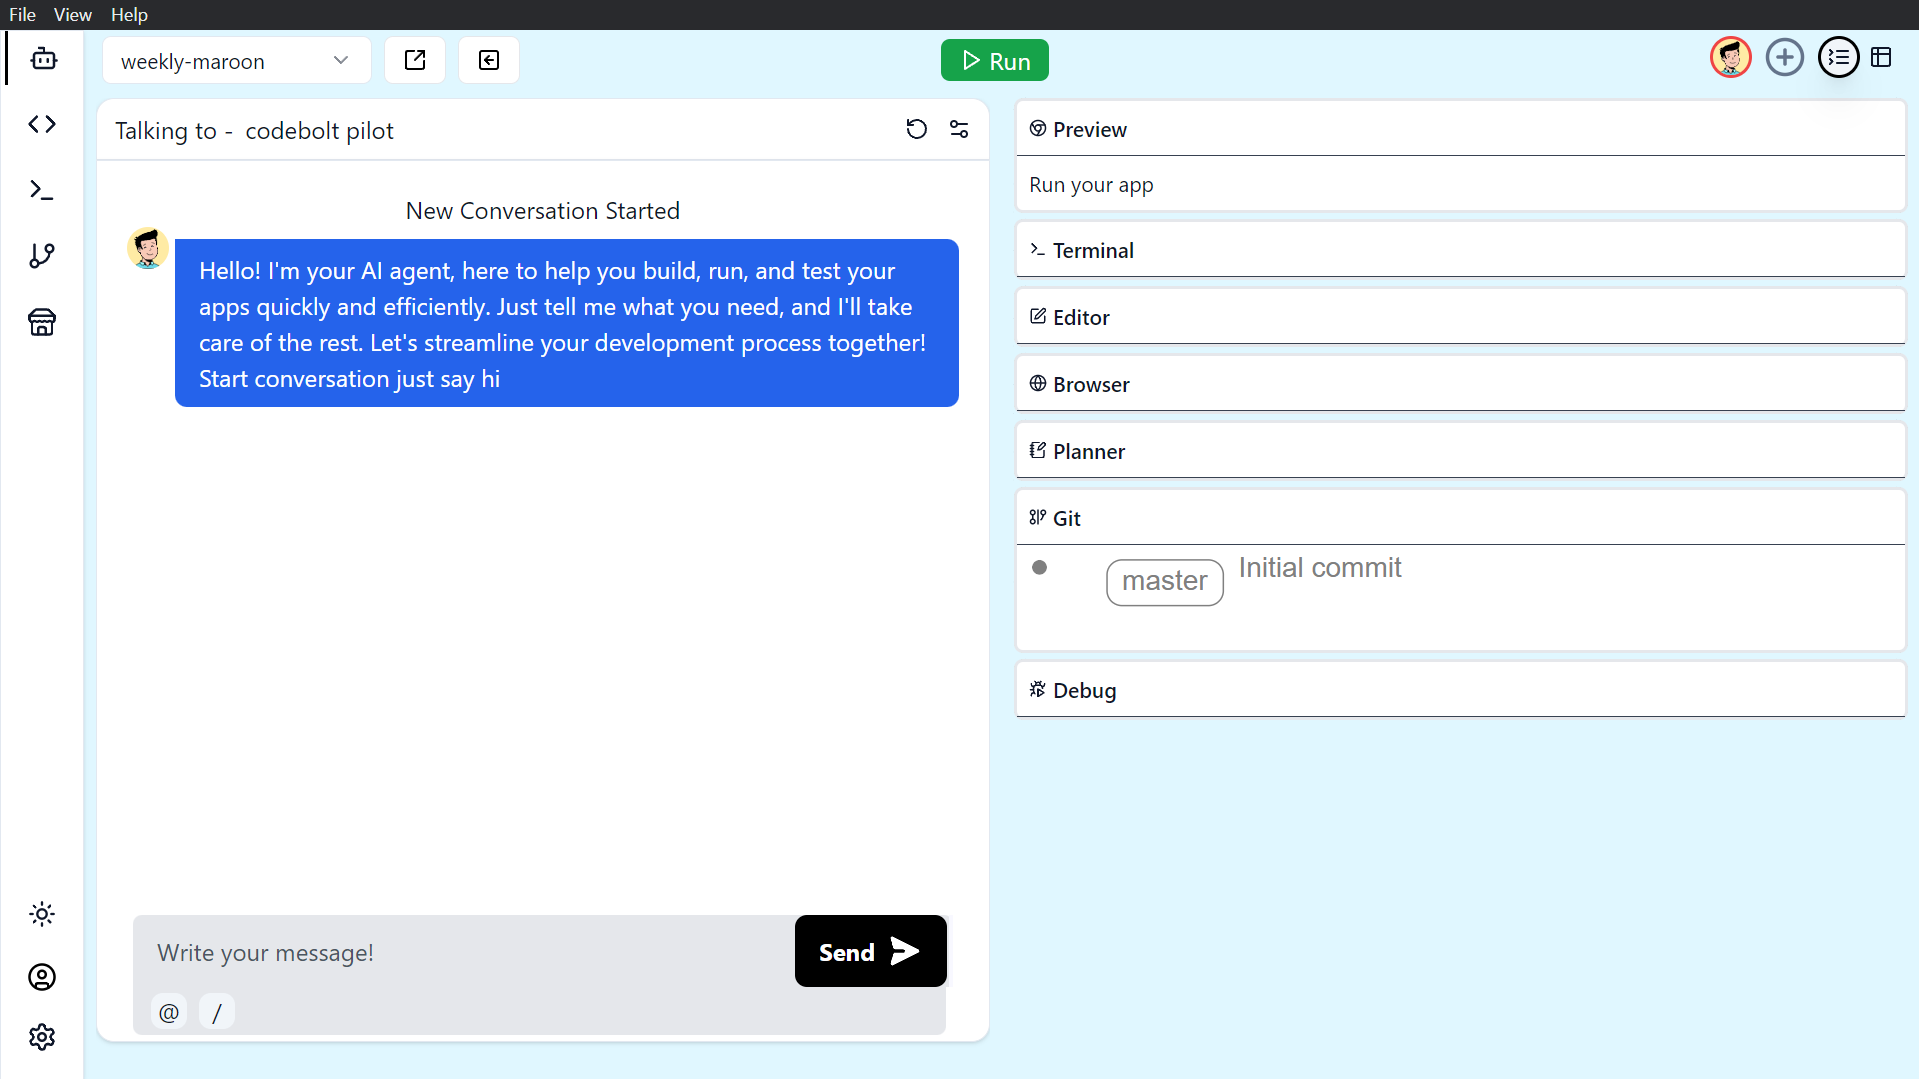 File View Help
weekly-maroon
Run
Talking to - codebolt pilot
New Conversation Started
Hello! I'm your AI agent, here to help you build, run, and test your
apps quickly and efficiently. Just tell me what you need, and I'll take
care of the rest. Let's streamline your development process together!
Start conversation just say hi
Write your message!
Send
@ /
Preview
Run your app
Terminal
Editor
Browser
Planner
Git
master Initial commit
Debug